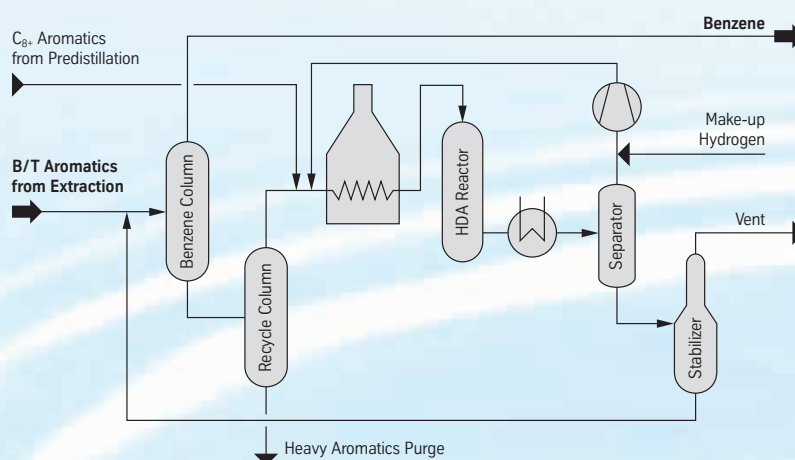 Benzene
C8+ Aromatics
from Predistillation
Make-up
Hydrogen
B/T Aromatics
from Extraction
Benzene Column
HDA Reactor
Separator
Vent
Recycle Column
Stabilizer
Heavy Aromatics Purge